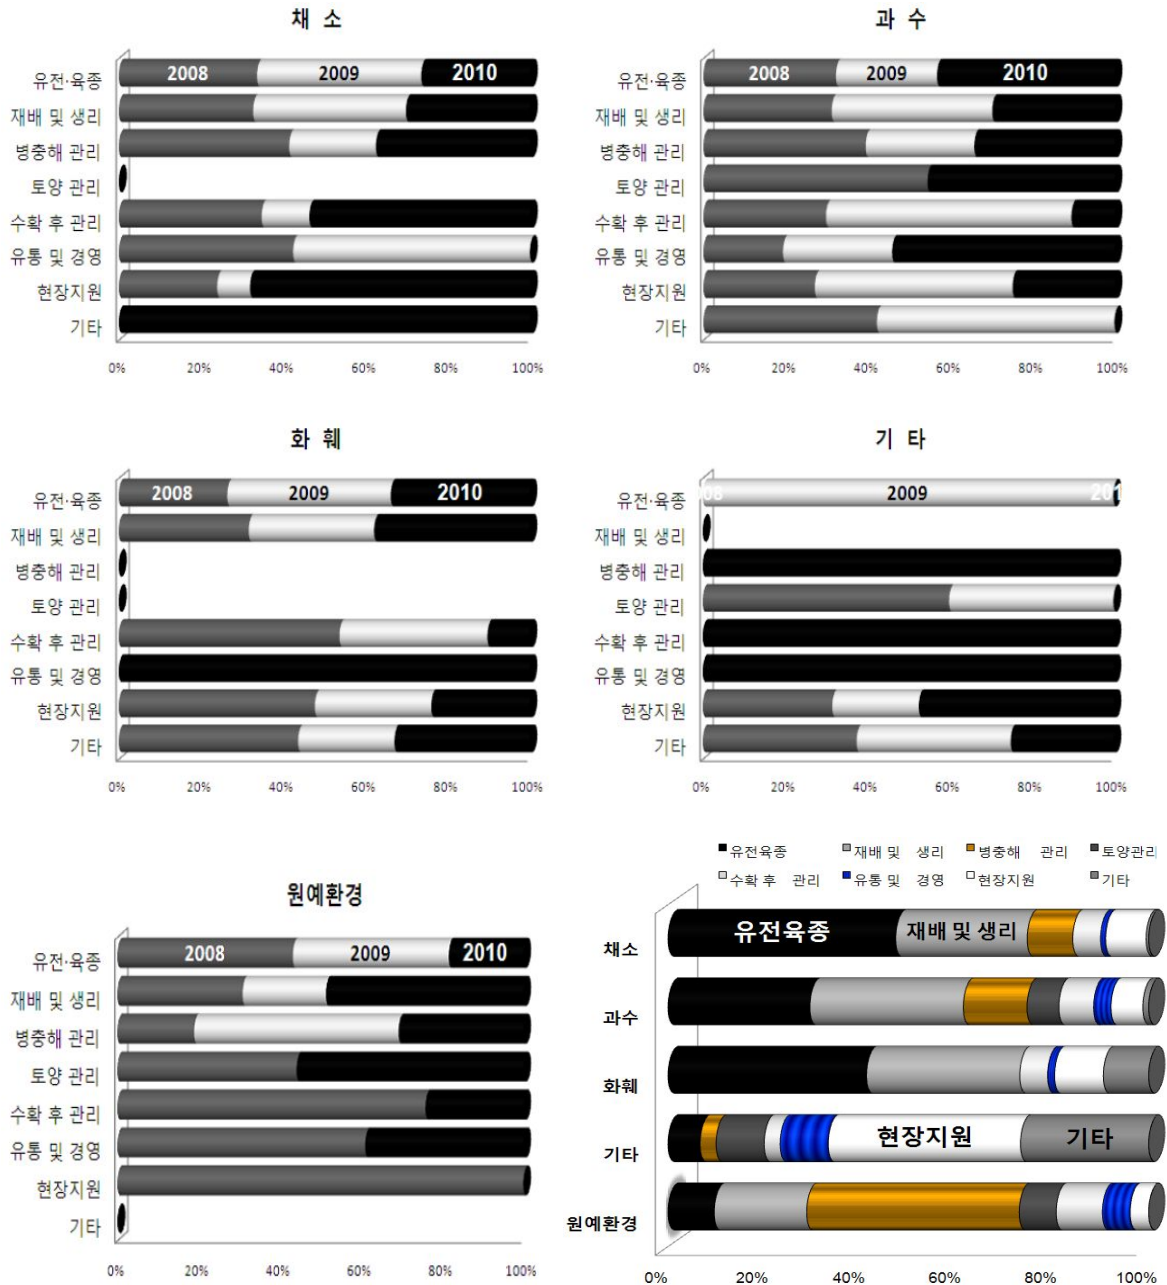 채 소
유전·육종
2008
2009
2010
재배 및 생리
병충해 관리
토양 관리
수확 후 관리
유통 및 경영
현장지원
기타
0%
20%
40%
60%
80%
100%
과 수
유전·육종
2008
2009
2010
재배 및 생리
병충해 관리
토양 관리
수확 후 관리
유통 및 경영
현장지원
기타
0%
20%
40%
60%
80%
100%
화 훼
유전·육종
2008
2009
2010
재배 및 생리
병충해 관리
토양 관리
수확 후 관리
유통 및 경영
현장지원
기타
0%
20%
40%
60%
80%
100%
기 타
유전·육종
2009
재배 및 생리
병충해 관리
토양 관리
수확 후 관리
유통 및 경영
현장지원
기타
0%
20%
40%
60%
80%
100%
원예환경
유전·육종
2008
2009
2010
재배 및 생리
병충해 관리
토양 관리
수확 후 관리
유통 및 경영
현장지원
기타
0%
20%
40%
60%
80%
100%
유전육종 재배 및 생리 병충해 관리 토양관리
수확 후 관리 유통 및 경영 현장지원 기타
채소
유전육종
재배 및 생리
과수
화훼
기타
현장지원
기타
원예환경
0%
20%
40%
60%
80%
100%